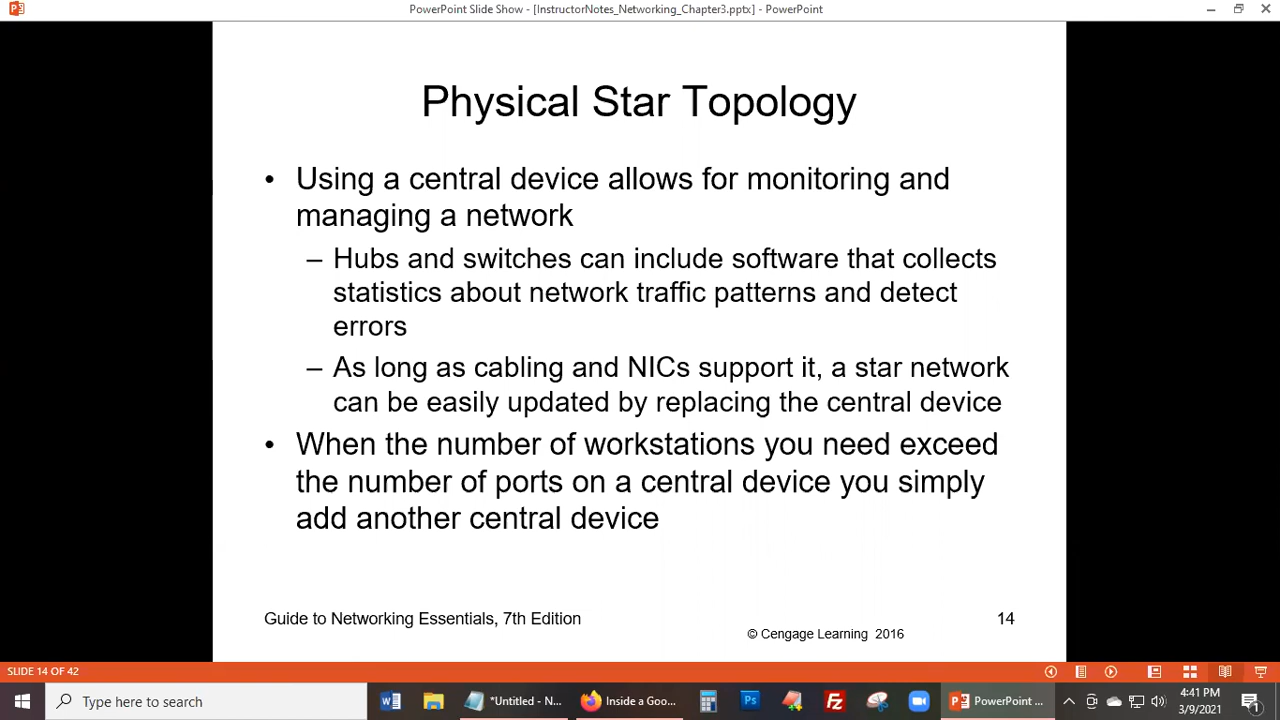 PowerPoint Slide Show - [InstructorNotes_Networking_Chapter3.pptx] - PowerPoint
Physical Star Topology
• Using a central device allows for monitoring and
managing a network
– Hubs and switches can include software that collects
statistics about network traffic patterns and detect
errors
– As long as cabling and NICs support it, a star network
can be easily updated by replacing the central device
• When the number of workstations you need exceed
the number of ports on a central device you simply
add another central device
Guide to Networking Essentials, 7th Edition
14
© Cengage Learning 2016
SLIDE 14 OF 42
Type here to search
*Untitled - N...
Inside a Goo...
Ps
PowerPoint ...
4:41 PM
3/9/2021
1